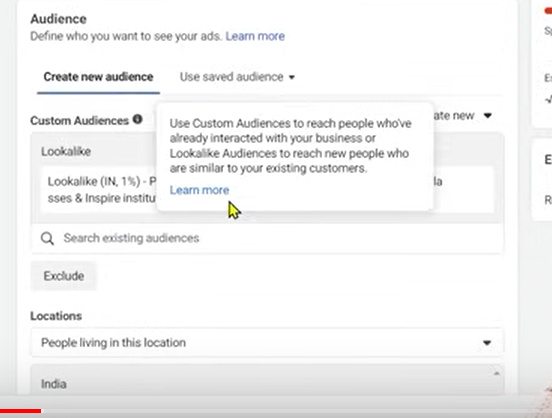 Audience
Define who you want to see your ads. Learn more
Create new audience
Use saved audience
Custom Audiences
ate new
Use Custom Audiences to reach people who've
already interacted with your business or
Lookalike Audiences to reach new people who
are similar to your existing customers.
Learn more
Lookalike
Lookalike (IN, 1%) - P
la
sses & Inspire institu
Search existing audiences
Exclude
Locations
People living in this location
India